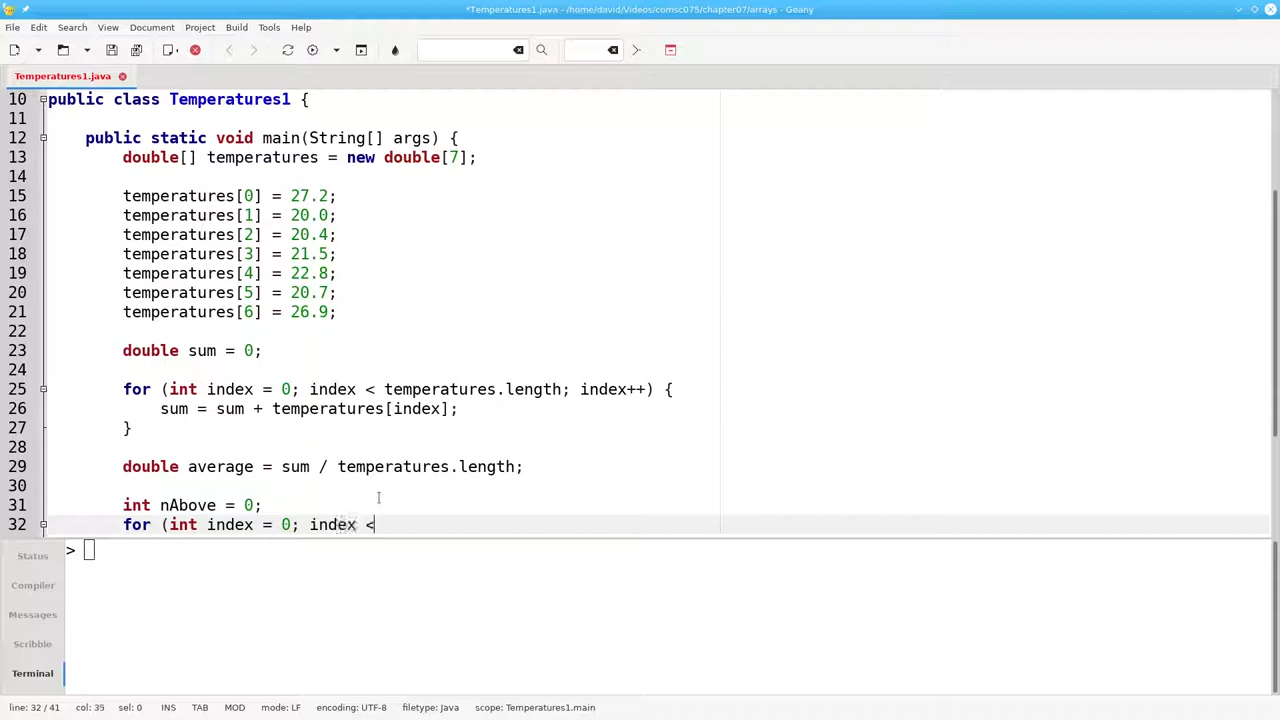 *Temperatures1.java - /home/david/Videos/comsc075/chapter07/arrays - Geany
File Edit Search View Document Project Build Tools Help
Temperatures1.java
10 public class Temperatures1 {
11
12 public static void main(String[] args) {
13 double[] temperatures = new double[7];
14
15 temperatures[0] = 27.2;
16 temperatures[1] = 20.0;
17 temperatures[2] = 20.4;
18 temperatures[3] = 21.5;
19 temperatures[4] = 22.8;
20 temperatures[5] = 20.7;
21 temperatures[6] = 26.9;
22
23 double sum = 0;
24
25 for (int index = 0; index < temperatures.length; index++) {
26 sum = sum + temperatures[index];
27 }
28
29 double average = sum / temperatures.length;
30
31 int nAbove = 0;
32 for (int index = 0; index <
Status
Compiler
Messages
Scribble
Terminal
>
line: 32 / 41 col: 35 sel: 0 INS TAB MOD mode: LF encoding: UTF-8 filetype: Java scope: Temperatures1.main